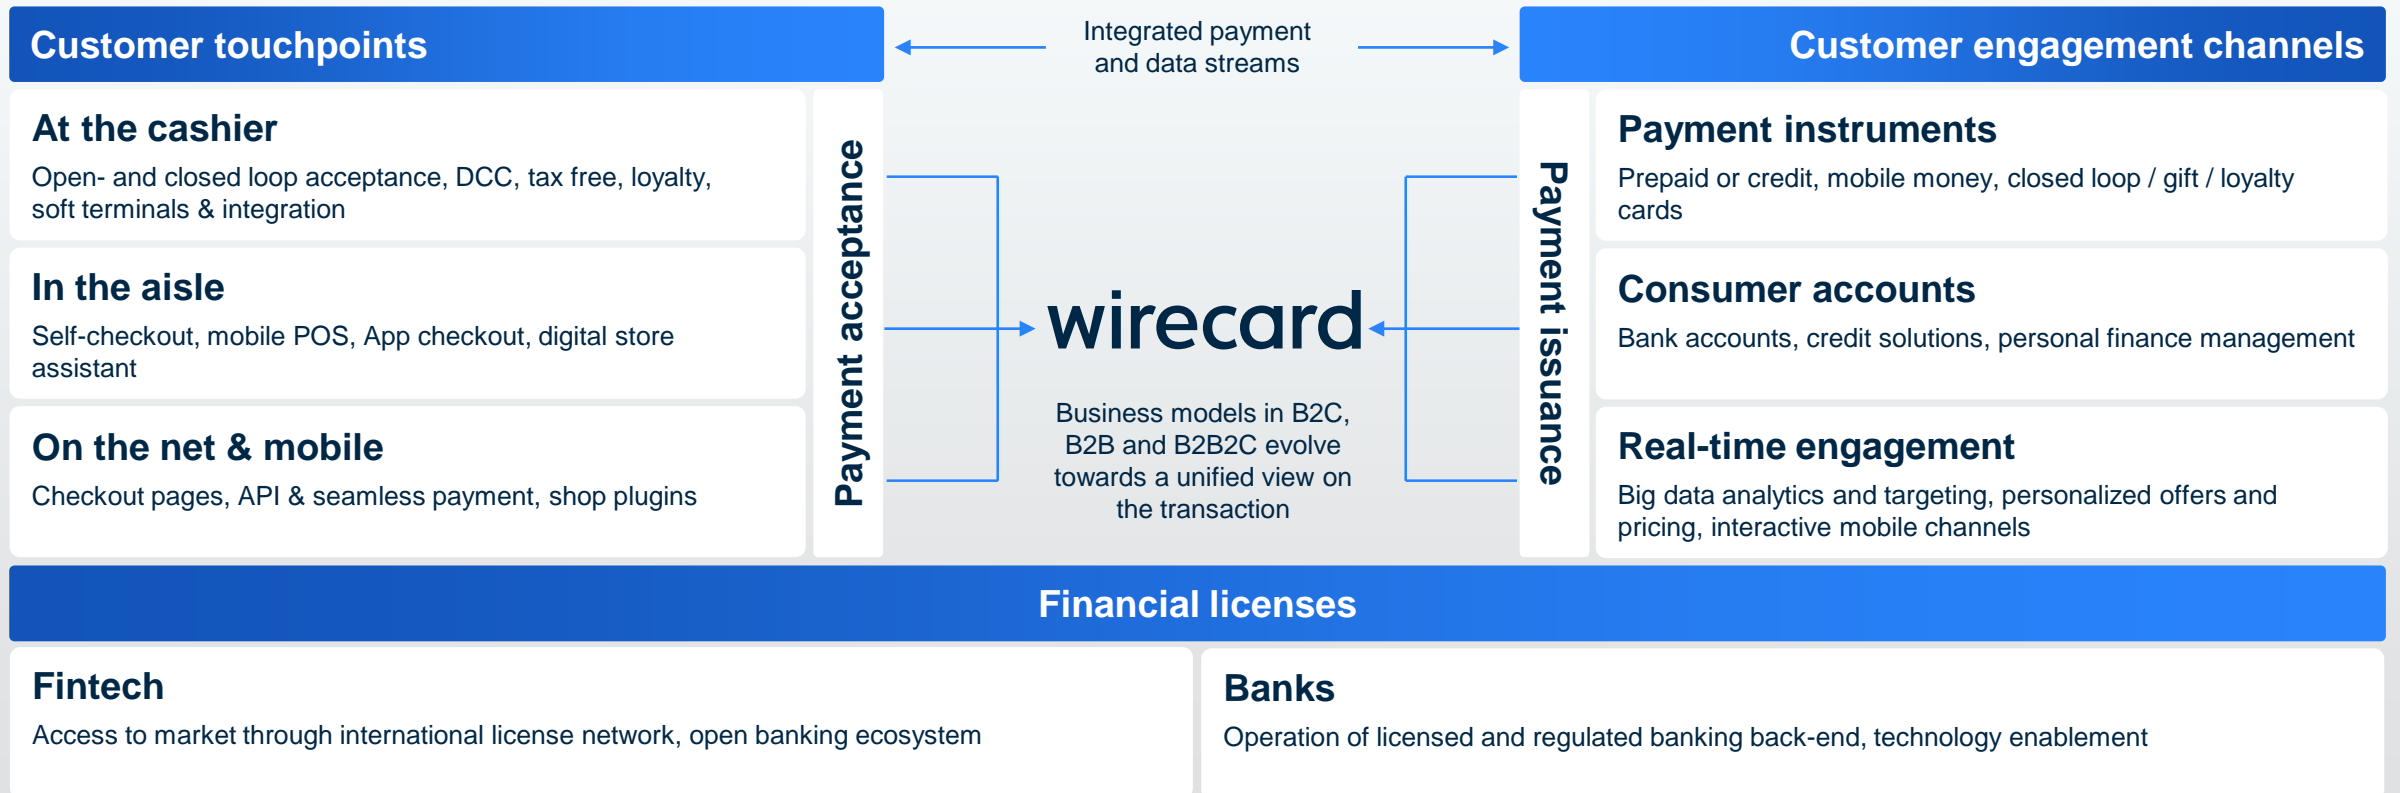 Customer touchpoints
Integrated payment
and data streams
Customer engagement channels
At the cashier
Open- and closed loop acceptance, DCC, tax free, loyalty,
soft terminals & integration
In the aisle
Self-checkout, mobile POS, App checkout, digital store
assistant
On the net & mobile
Checkout pages, API & seamless payment, shop plugins
Payment acceptance
wirecard
Business models in B2C,
B2B and B2B2C evolve
towards a unified view on
the transaction
Payment issuance
Payment instruments
Prepaid or credit, mobile money, closed loop / gift / loyalty
cards
Consumer accounts
Bank accounts, credit solutions, personal finance management
Real-time engagement
Big data analytics and targeting, personalized offers and
pricing, interactive mobile channels
Financial licenses
Fintech
Access to market through international license network, open banking ecosystem
Banks
Operation of licensed and regulated banking back-end, technology enablement